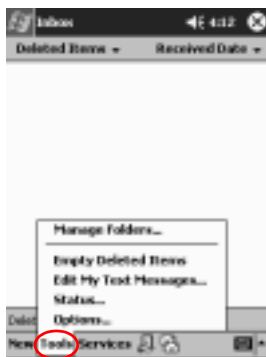 Inbox 4:12
Deleted Items Received Date
Manage Folders...
Empty Deleted Items
Edit My Text Messages...
Status...
Options...
Delet
New Tools Services